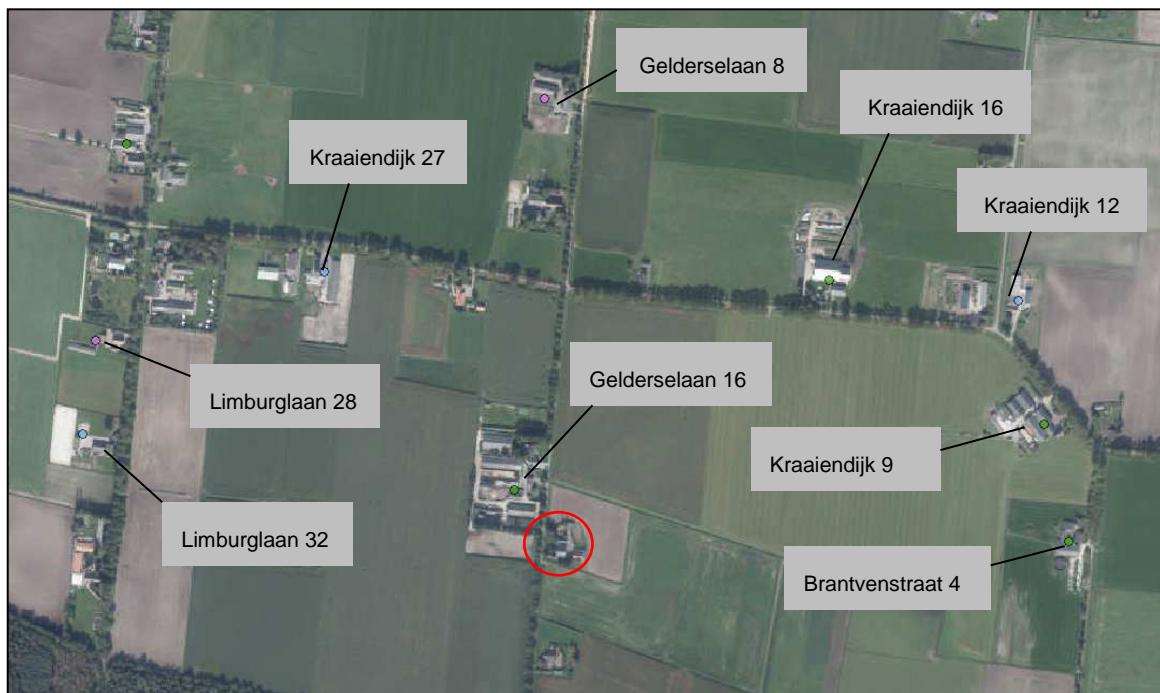 Gelderselaan 8
Kraaiendijk 16
Kraaiendijk 27
Kraaiendijk 12
Limburglaan 28
Gelderselaan 16
Kraaiendijk 9
Limburglaan 32
Brantvenstraat 4